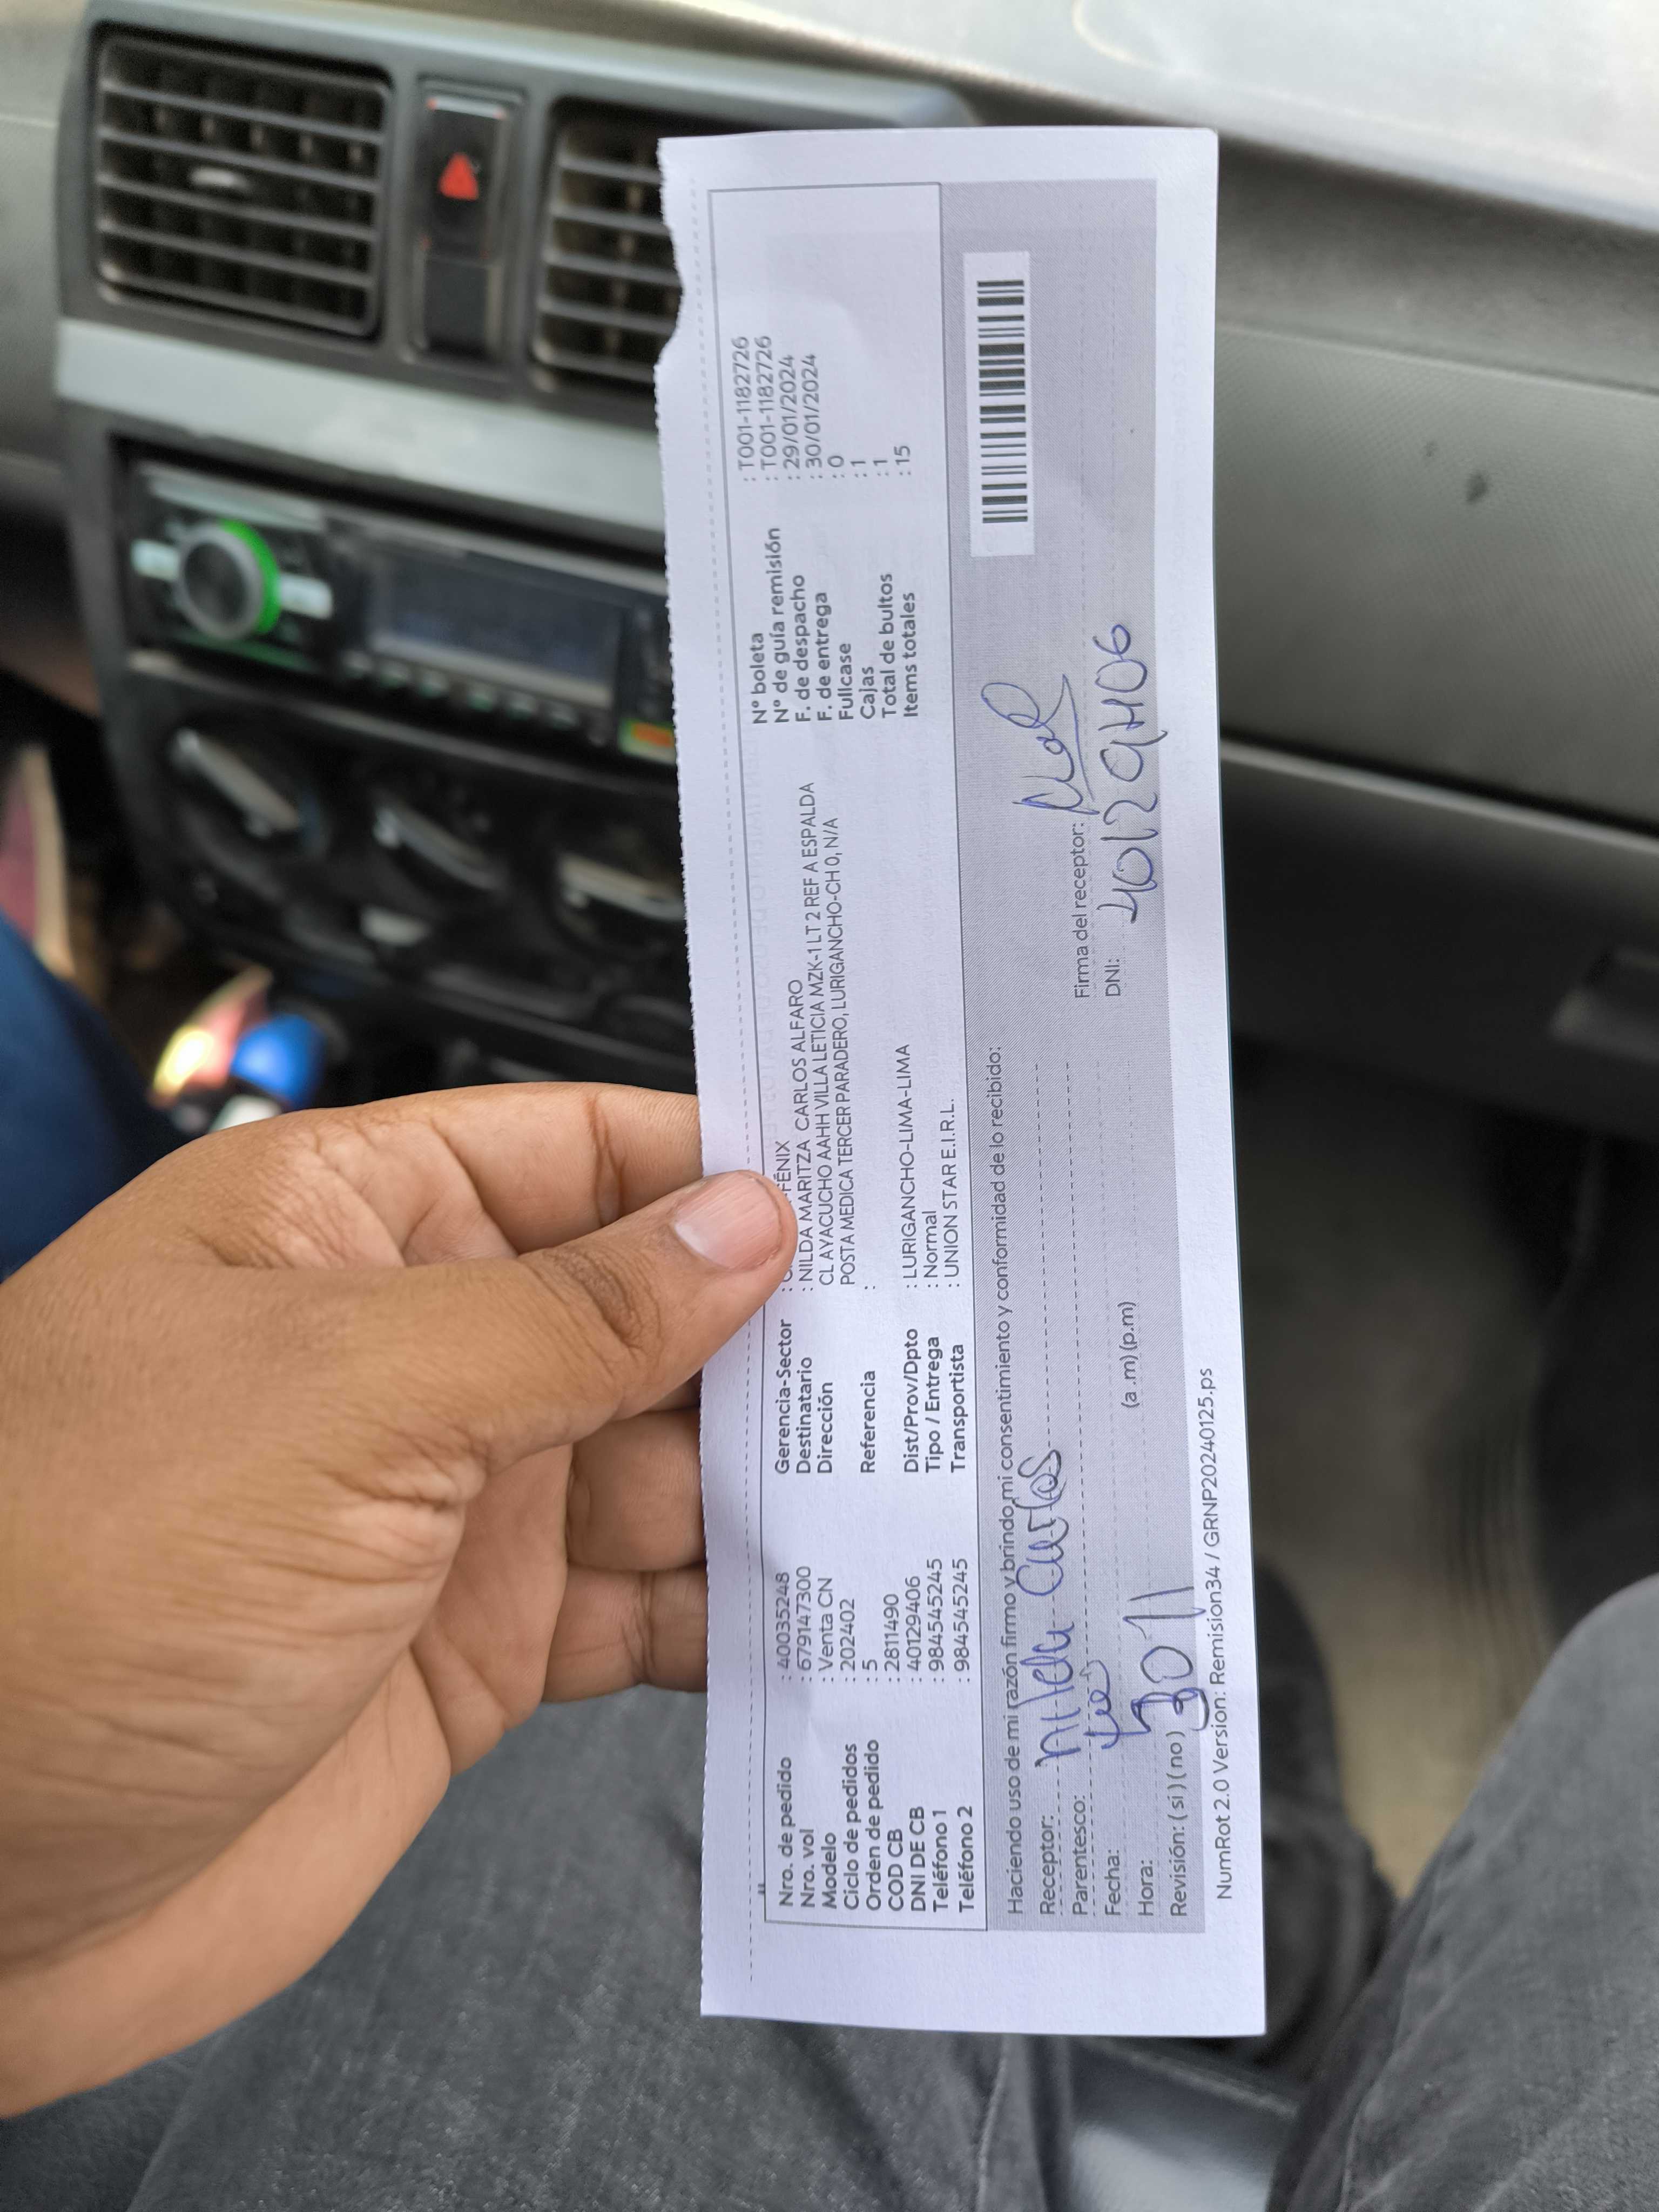 Nro. de pedido : 40035248
Nro. vol : 679147300
Modelo : Venta CN
Ciclo de pedidos : 202402
Orden de pedido : 5
COD CB : 2811490
DNI DE CB : 40129406
Teléfono 1 : 984545245
Teléfono 2 : 984545245
Gerencia-Sector : FÉNIX
Destinatario : NILDA MARITZA CARLOS ALFARO
Dirección CL AYACUCHO AAHH VILLA LETICIA MZK-1 LT 2 REF A ESPALDA
POSTA MEDICA TERCER PARADERO, LURIGANCHO-CH 0, N/A
Referencia :
Dist/Prov/Dpto : LURIGANCHO-LIMA-LIMA
Tipo / Entrega : Normal
Transportista : UNION STAR E.I.R.L.
Nº boleta : T001-1182726
Nº de guía remisión : T001-1182726
F. de despacho : 29/01/2024
F. de entrega : 30/01/2024
Fullcase : 0
Cajas : 1
Total de bultos : 1
Items totales : 15
Haciendo uso de mi razón firmo y brindo mi consentimiento y conformidad de lo recibido:
Receptor: Nilda Carlos
Parentesco:
Fecha:
Hora: (a .m) (p.m)
Revisión: ( si ) ( no )
Firma del receptor:
DNI: 40129406
NumRot 2.0 Version: Remision34 / GRNP20240125.ps